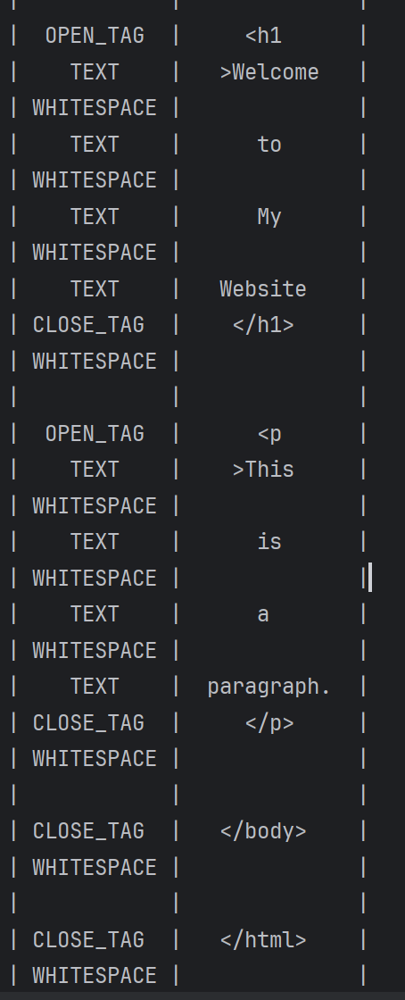 | | |
| OPEN_TAG | <h1 |
| TEXT | >Welcome |
| WHITESPACE | |
| TEXT | to |
| WHITESPACE | |
| TEXT | My |
| WHITESPACE | |
| TEXT | Website |
| CLOSE_TAG | </h1> |
| WHITESPACE | |
| | |
| OPEN_TAG | <p |
| TEXT | >This |
| WHITESPACE | |
| TEXT | is |
| WHITESPACE | |
| TEXT | a |
| WHITESPACE | |
| TEXT | paragraph. |
| CLOSE_TAG | </p> |
| WHITESPACE | |
| | |
| CLOSE_TAG | </body> |
| WHITESPACE | |
| | |
| CLOSE_TAG | </html> |
| WHITESPACE | |